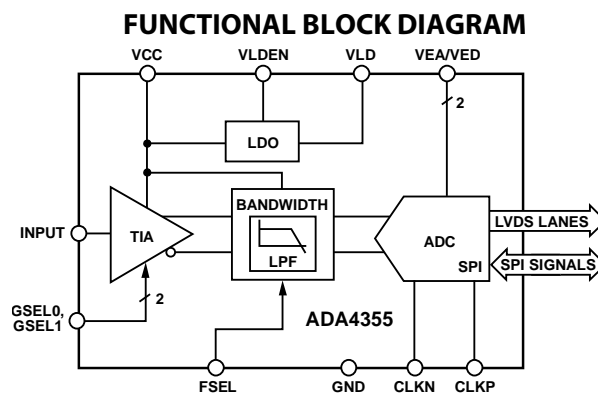 FUNCTIONAL BLOCK DIAGRAM
VCC VLDEN VLD VEA/VED
2
LDO
BANDWIDTH
INPUT TIA LPF ADC LVDS LANES
SPI SPI SIGNALS
2
GSEL0,
GSEL1
ADA4355
FSEL GND CLKN CLKP